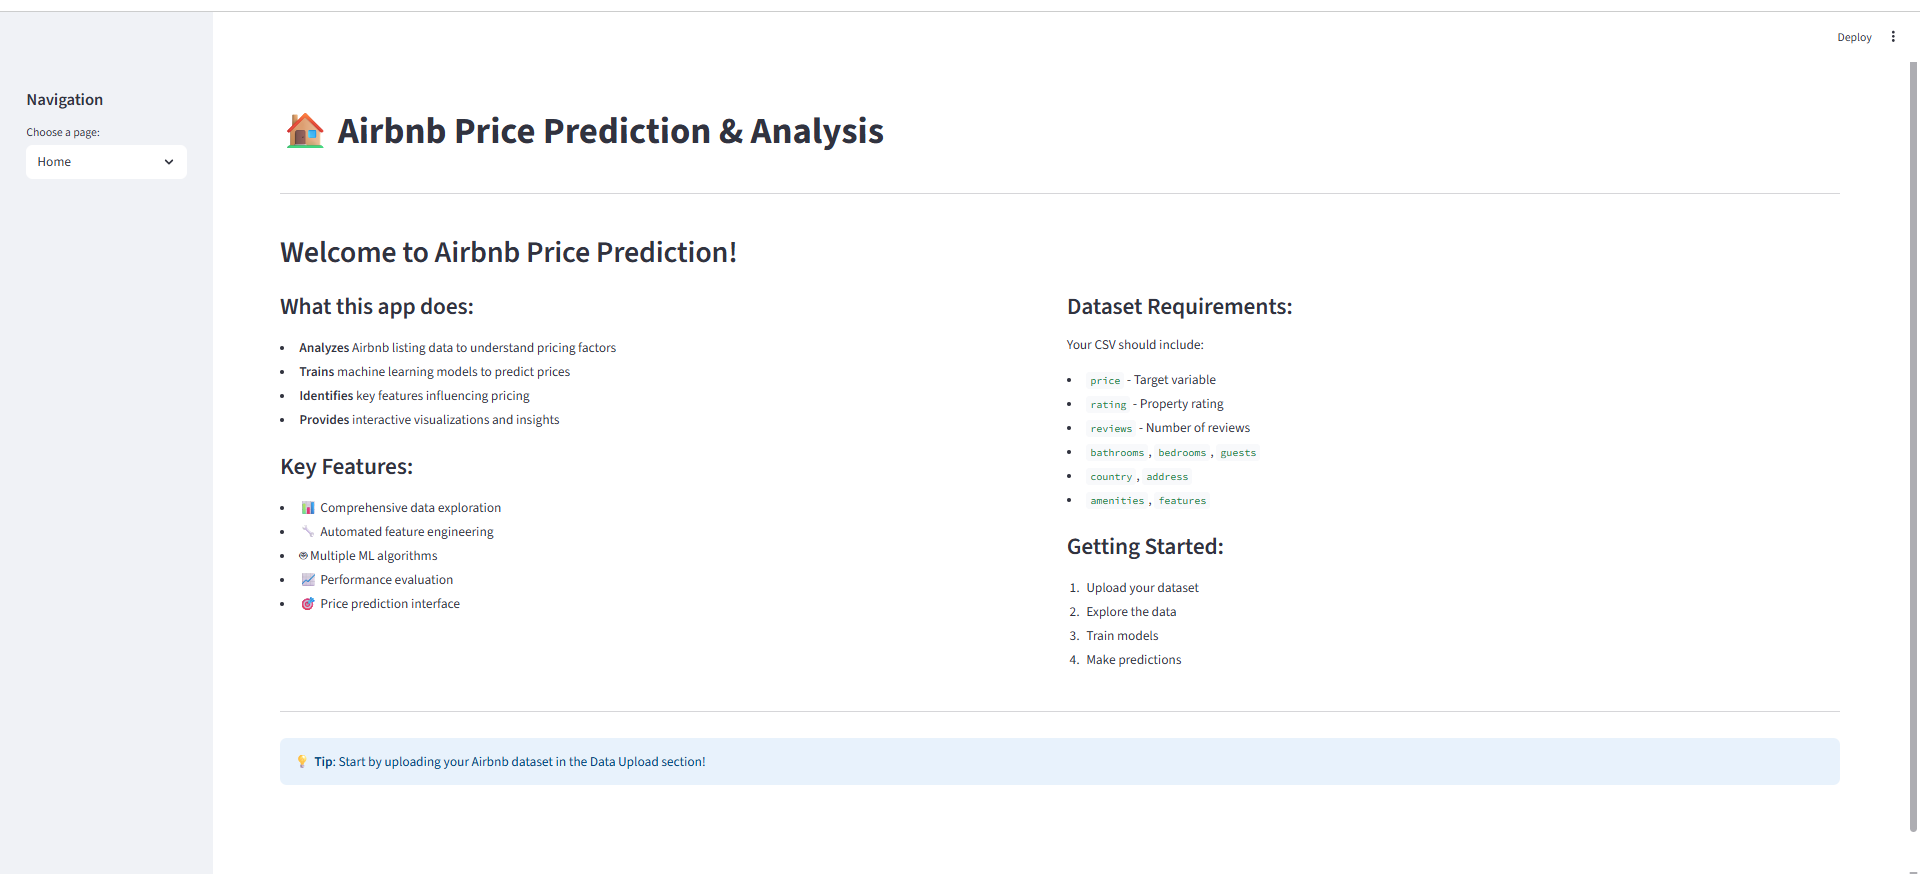 Deploy
Navigation
Choose a page:
Home
Airbnb Price Prediction & Analysis
Welcome to Airbnb Price Prediction!
What this app does:
Analyzes Airbnb listing data to understand pricing factors
Trains machine learning models to predict prices
Identifies key features influencing pricing
Provides interactive visualizations and insights
Key Features:
Comprehensive data exploration
Automated feature engineering
Multiple ML algorithms
Performance evaluation
Price prediction interface
Dataset Requirements:
Your CSV should include:
price - Target variable
rating - Property rating
reviews - Number of reviews
bathrooms , bedrooms , guests
country , address
amenities , features
Getting Started:
1. Upload your dataset
2. Explore the data
3. Train models
4. Make predictions
Tip: Start by uploading your Airbnb dataset in the Data Upload section!